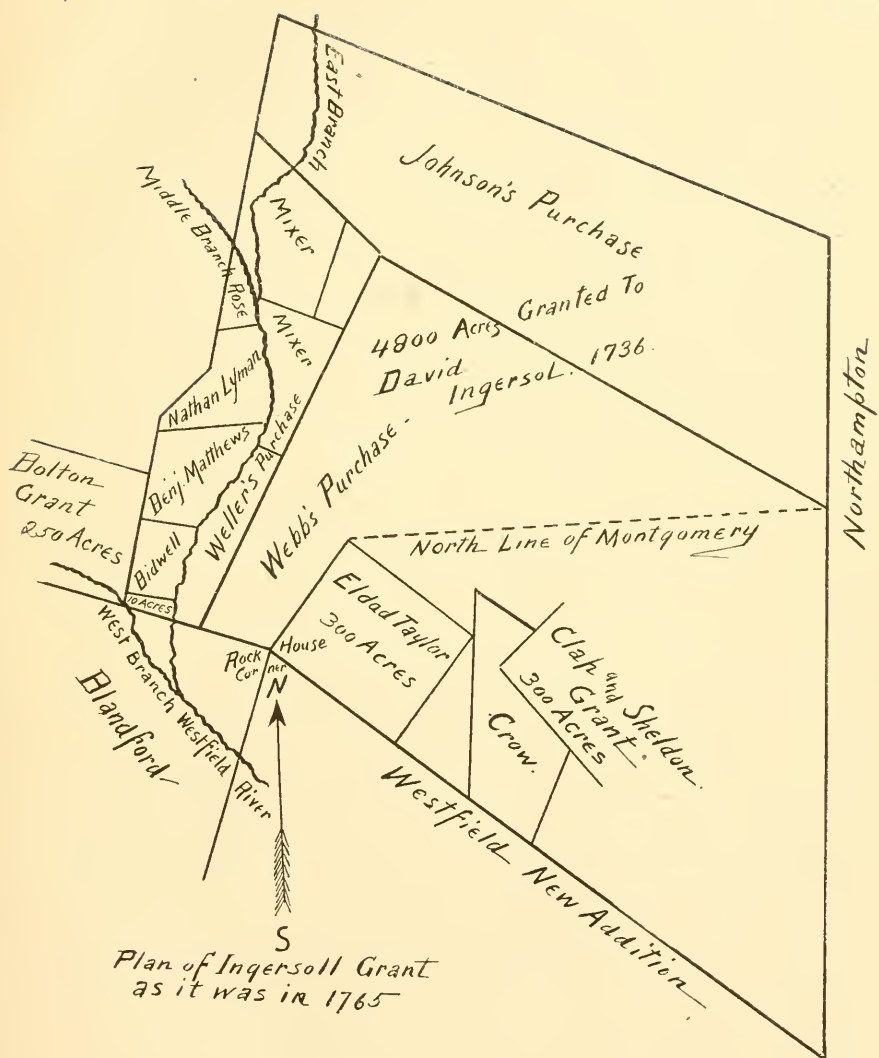 East Branch
Johnson's Purchase
Middle Branch
Rose
Mixer
Mixer
4800 Acres Granted To
David Ingersol. 1736.
Northampton
Nathan Lyman
Benj. Matthews
Weller's Purchase
Webb's Purchase -
Bolton
Grant
250 Acres
Bidwell
10 Acres
North Line of Montgomery
Eldad Taylor
300 Acres
Clap and Sheldon
Grant.
300 Acres
Crow.
Rock House
Corner
West Branch Westfield River
Blandford
Westfield New Addition
N
S
Plan of Ingersoll Grant
as it was in 1765